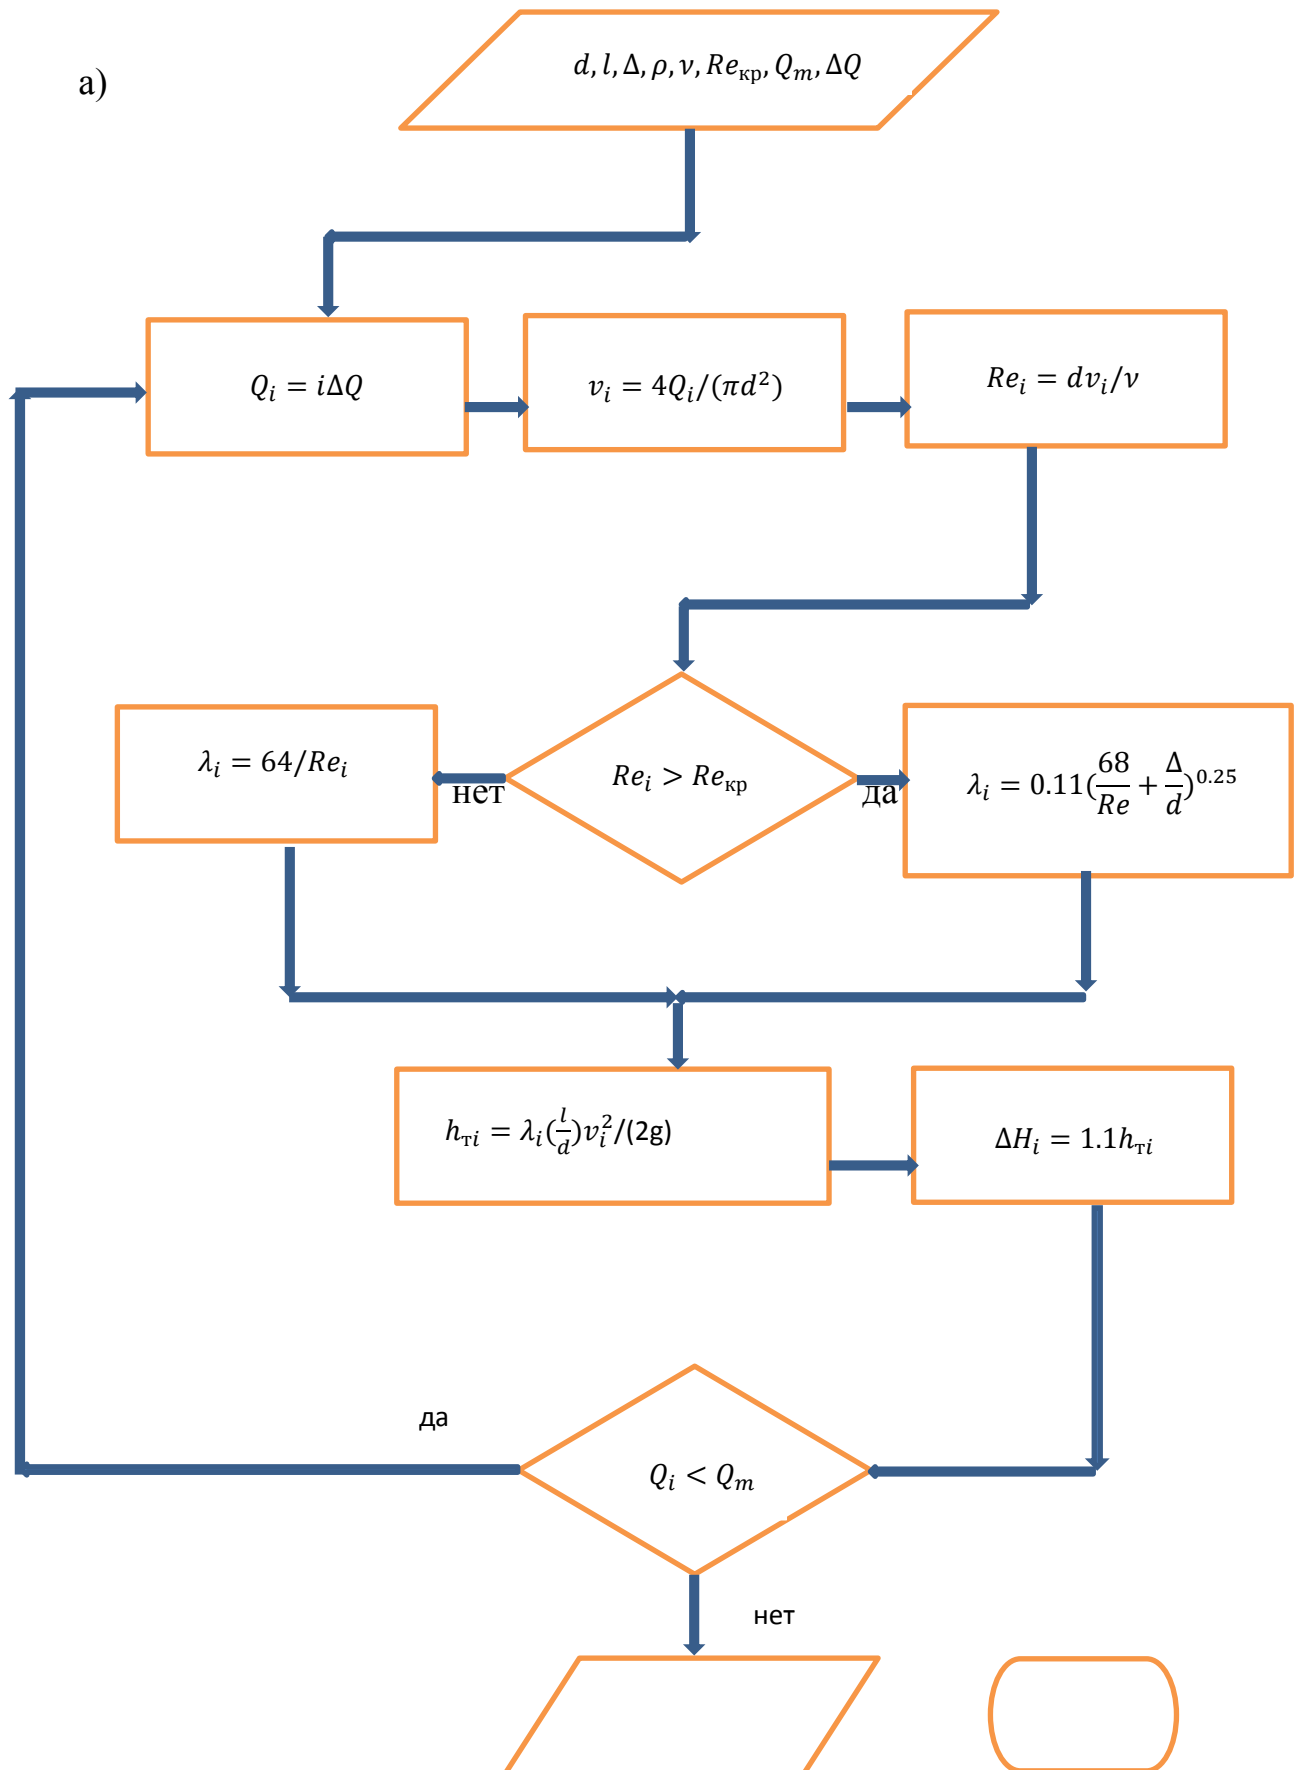 а)
d, l, Δ, ρ, ν, Re_кр, Q_m, ΔQ
Q_i = iΔQ
v_i = 4Q_i/(πd²)
Re_i = dv_i/ν
λ_i = 64/Re_i
нет
Re_i > Re_кр
да
λ_i = 0.11(68/Re + Δ/d)^0.25
h_тi = λ_i(l/d)v_i²/(2g)
ΔH_i = 1.1h_тi
да
Q_i < Q_m
нет